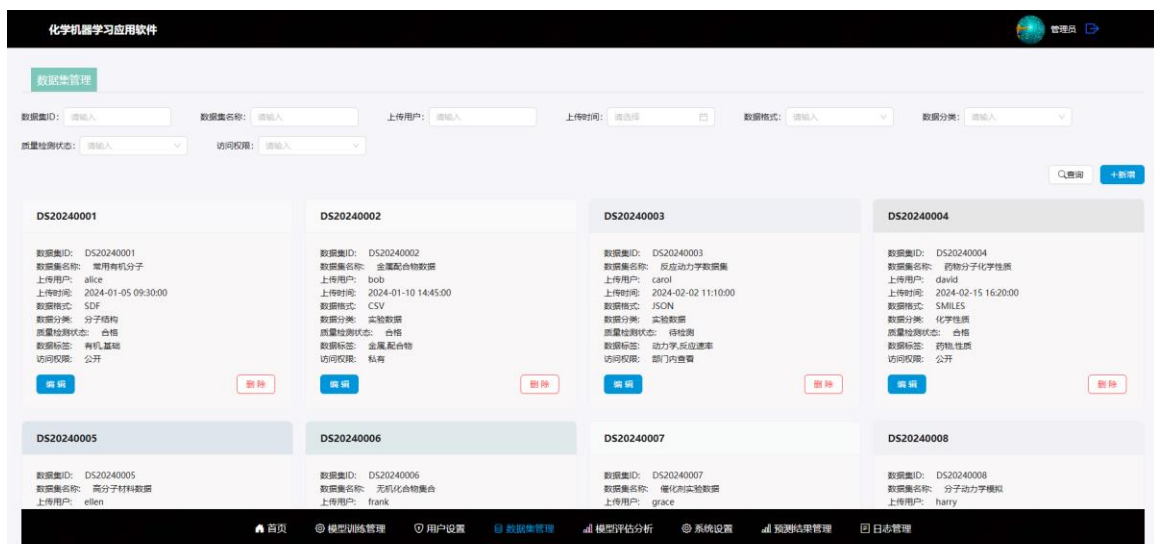 化学机器学习应用软件 管理员
数据集管理
数据集ID: 请输入 数据集名称: 请输入 上传用户: 请输入 上传时间: 请选择 数据格式: 请输入 数据分类: 请输入
质量检测状态: 请输入 访问权限: 请输入
查询 +新增
DS20240001 DS20240002 DS20240003 DS20240004
数据集ID: DS20240001 数据集ID: DS20240002 数据集ID: DS20240003 数据集ID: DS20240004
数据集名称: 常用有机分子 数据集名称: 金属配合物数据 数据集名称: 反应动力学数据集 数据集名称: 药物分子化学性质
上传用户: alice 上传用户: bob 上传用户: carol 上传用户: david
上传时间: 2024-01-05 09:30:00 上传时间: 2024-01-10 14:45:00 上传时间: 2024-02-02 11:10:00 上传时间: 2024-02-15 16:20:00
数据格式: SDF 数据格式: CSV 数据格式: JSON 数据格式: SMILES
数据分类: 分子结构 数据分类: 实验数据 数据分类: 实验数据 数据分类: 化学性质
质量检测状态: 合格 质量检测状态: 合格 质量检测状态: 待检测 质量检测状态: 合格
数据标签: 有机,基础 数据标签: 金属,配合物 数据标签: 动力学,反应速率 数据标签: 药物,性质
访问权限: 公开 访问权限: 私有 访问权限: 部门内查看 访问权限: 公开
编辑 删除 编辑 删除 编辑 删除 编辑 删除
DS20240005 DS20240006 DS20240007 DS20240008
数据集ID: DS20240005 数据集ID: DS20240006 数据集ID: DS20240007 数据集ID: DS20240008
数据集名称: 高分子材料数据 数据集名称: 无机化合物集合 数据集名称: 催化剂实验数据 数据集名称: 分子动力学模拟
上传用户: ellen 上传用户: frank 上传用户: grace 上传用户: harry
首页 模型训练管理 用户设置 数据集管理 模型评估分析 系统设置 预测结果管理 日志管理